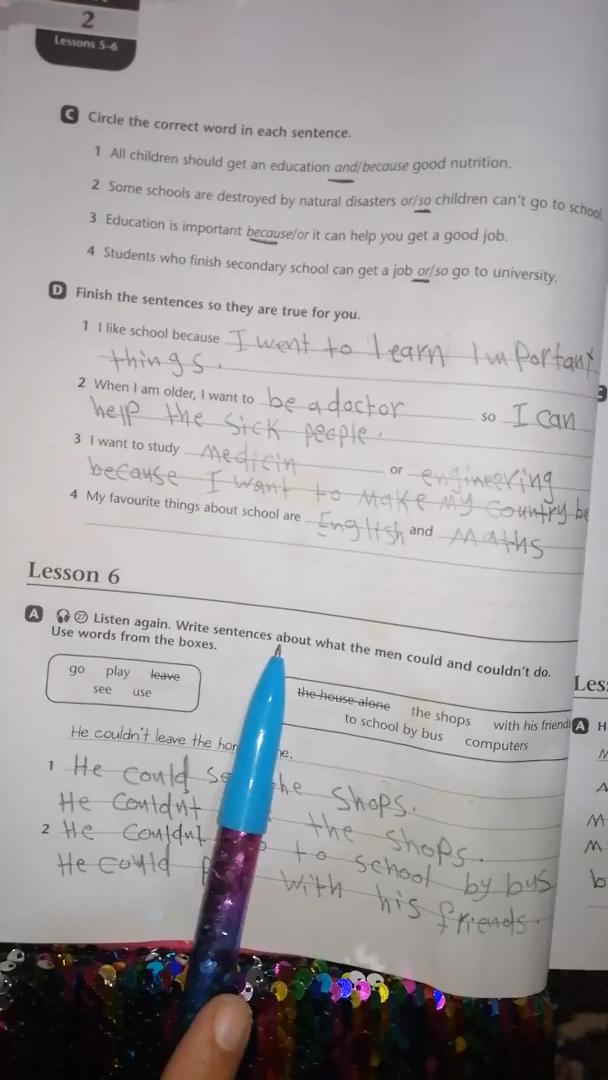 2
Lessons 5-6
C Circle the correct word in each sentence.
1 All children should get an education and/because good nutrition.
2 Some schools are destroyed by natural disasters or/so children can't go to school.
3 Education is important because/or it can help you get a good job.
4 Students who finish secondary school can get a job or/so go to university.
D Finish the sentences so they are true for you.
1 I like school because I went to learn Important
things.
2 When I am older, I want to be a doctor so I can
help the sick people.
3 I want to study medicin or engineering
because I want to make my country be
4 My favourite things about school are English and Maths
Lesson 6
A 27 Listen again. Write sentences about what the men could and couldn't do.
Use words from the boxes.
go play leave
see use
the house alone the shops with his friends
to school by bus computers
He couldn't leave the
1 He could the shops.
He couldn't the shops.
2 He couldn't to school by bus
He could with his friends.
Les
A H
M
M
b